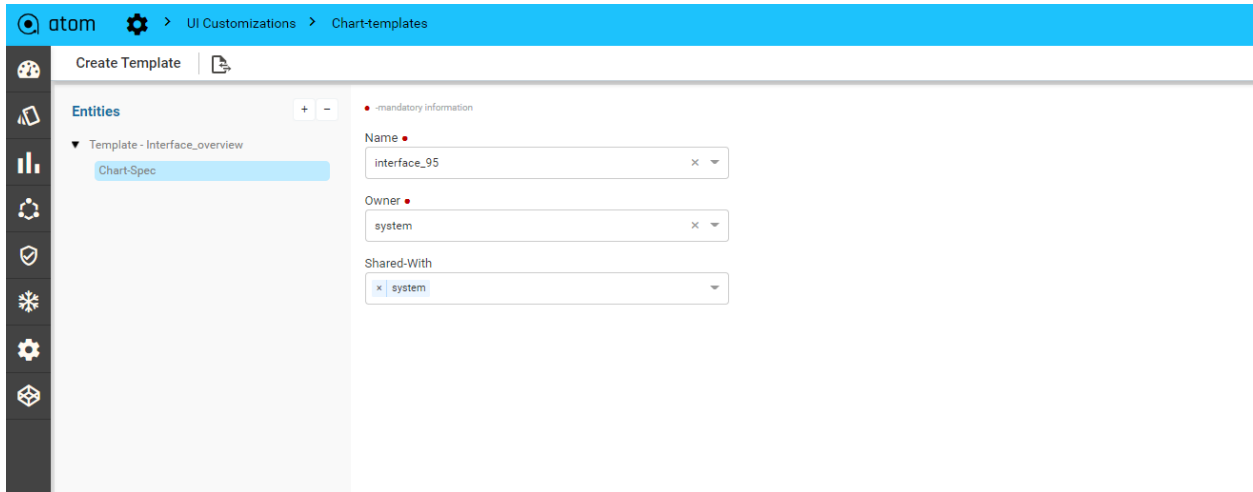 atom > UI Customizations > Chart-templates
Create Template
Entities + −
-mandatory information
Template - Interface_overview
Chart-Spec
Name
interface_95 ×
Owner
system ×
Shared-With
× system